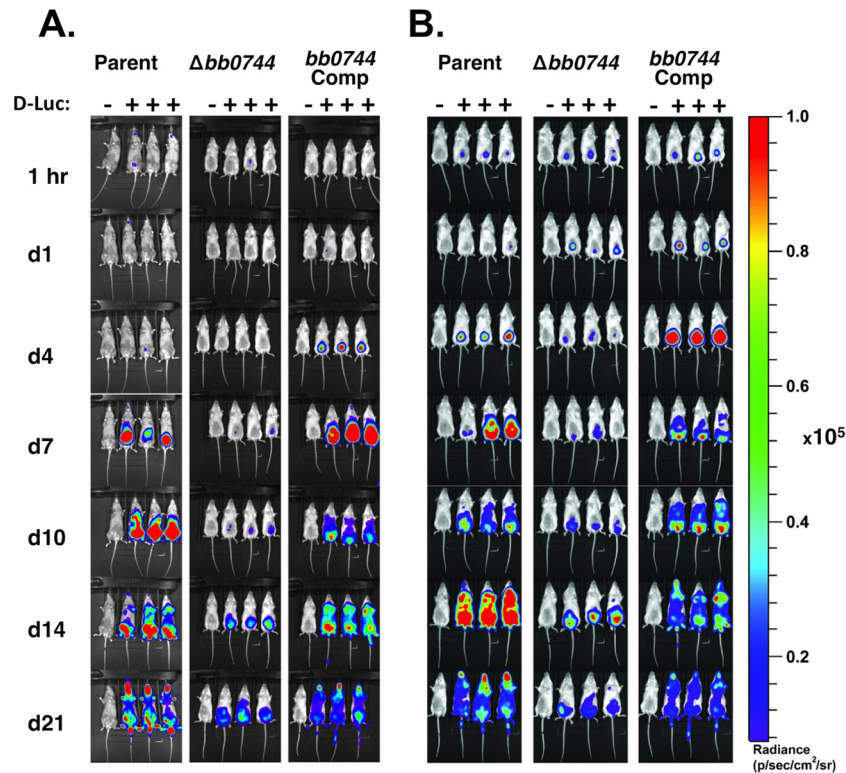 A.
B.
Parent Δbb0744 bb0744 Comp
Parent Δbb0744 bb0744 Comp
D-Luc: - + + + - + + + - + + +
- + + + - + + + - + + +
1 hr
d1
d4
d7
d10
d14
d21
1.0
0.8
0.6
x10⁵
0.4
0.2
Radiance
(p/sec/cm²/sr)